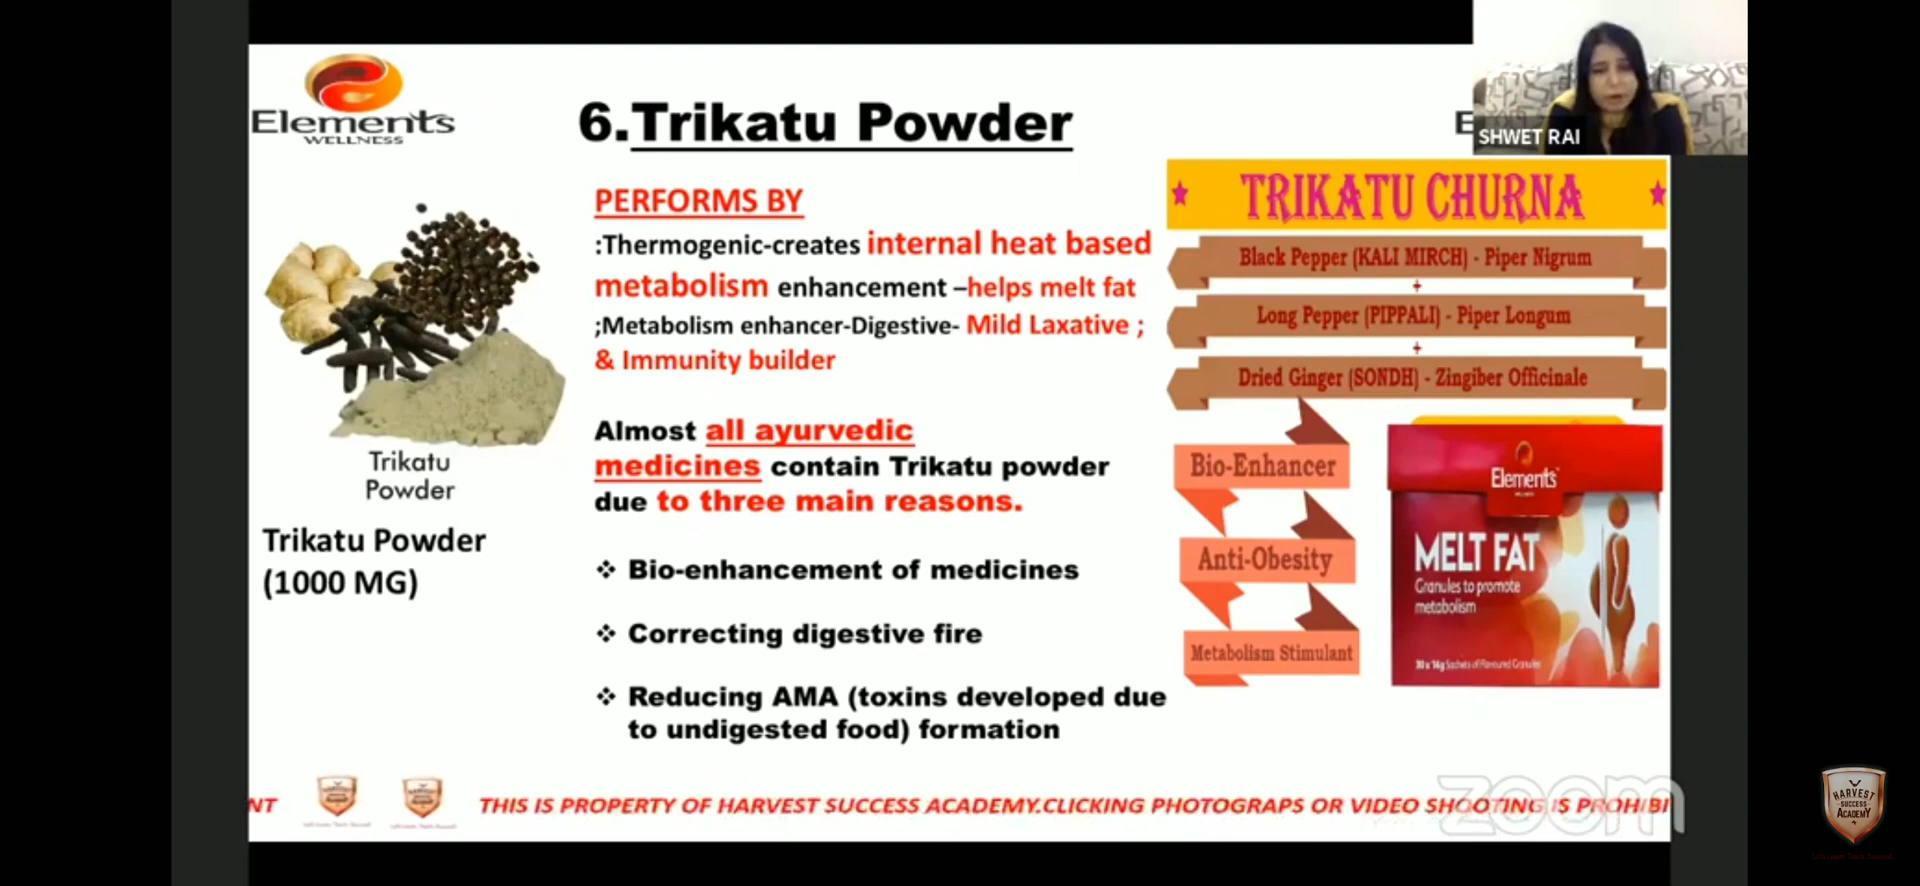 Elements
WELLNESS
6.Trikatu Powder
E
SHWET RAI
PERFORMS BY
:Thermogenic-creates internal heat based
metabolism enhancement –helps melt fat
;Metabolism enhancer-Digestive- Mild Laxative ;
& Immunity builder
Almost all ayurvedic
medicines contain Trikatu powder
due to three main reasons.
❖ Bio-enhancement of medicines
❖ Correcting digestive fire
❖ Reducing AMA (toxins developed due
to undigested food) formation
Trikatu
Powder
Trikatu Powder
(1000 MG)
TRIKATU CHURNA
Black Pepper (KALI MIRCH) - Piper Nigrum
+
Long Pepper (PIPPALI) - Piper Longum
+
Dried Ginger (SONDH) - Zingiber Officinale
Bio-Enhancer
Anti-Obesity
Metabolism Stimulant
Elements
WELLNESS
MELT FAT
Granules to promote
metabolism
30 x 14g Sachets of Flavoured Granules
NT
THIS IS PROPERTY OF HARVEST SUCCESS ACADEMY.CLICKING PHOTOGRAPS OR VIDEO SHOOTING IS PROHIBI
zoom
HARVEST
SUCCESS
ACADEMY